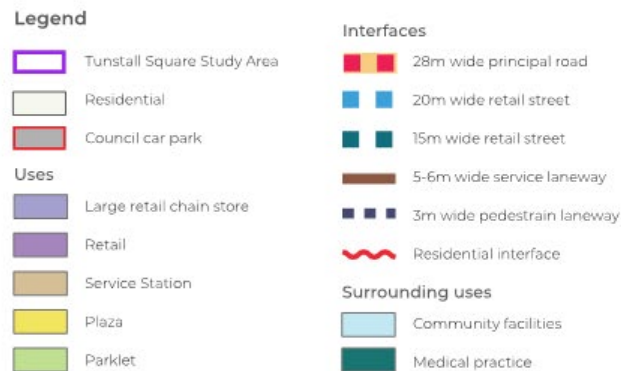 Legend
Tunstall Square Study Area
Residential
Council car park
Uses
Large retail chain store
Retail
Service Station
Plaza
Parklet
Interfaces
28m wide principal road
20m wide retail street
15m wide retail street
5-6m wide service laneway
3m wide pedestrain laneway
Residential interface
Surrounding uses
Community facilities
Medical practice